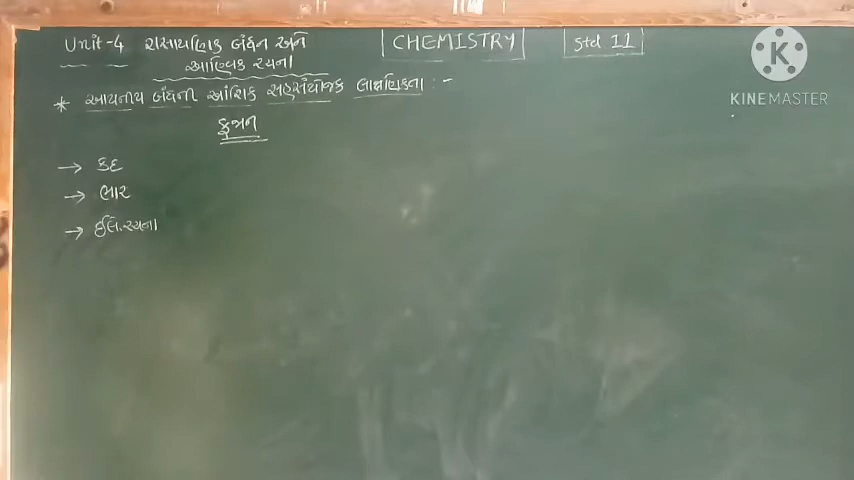 Unit-4 રાસાયણિક બંધન અને CHEMISTRY Std 11
આણ્વિક રચના
* આયનીય બંધની આંશિક સહસંયોજક લાક્ષણિકતા :-
ફજાન
→ કદ
→ ભાર
→ ઈલે.રચના
KINEMASTER